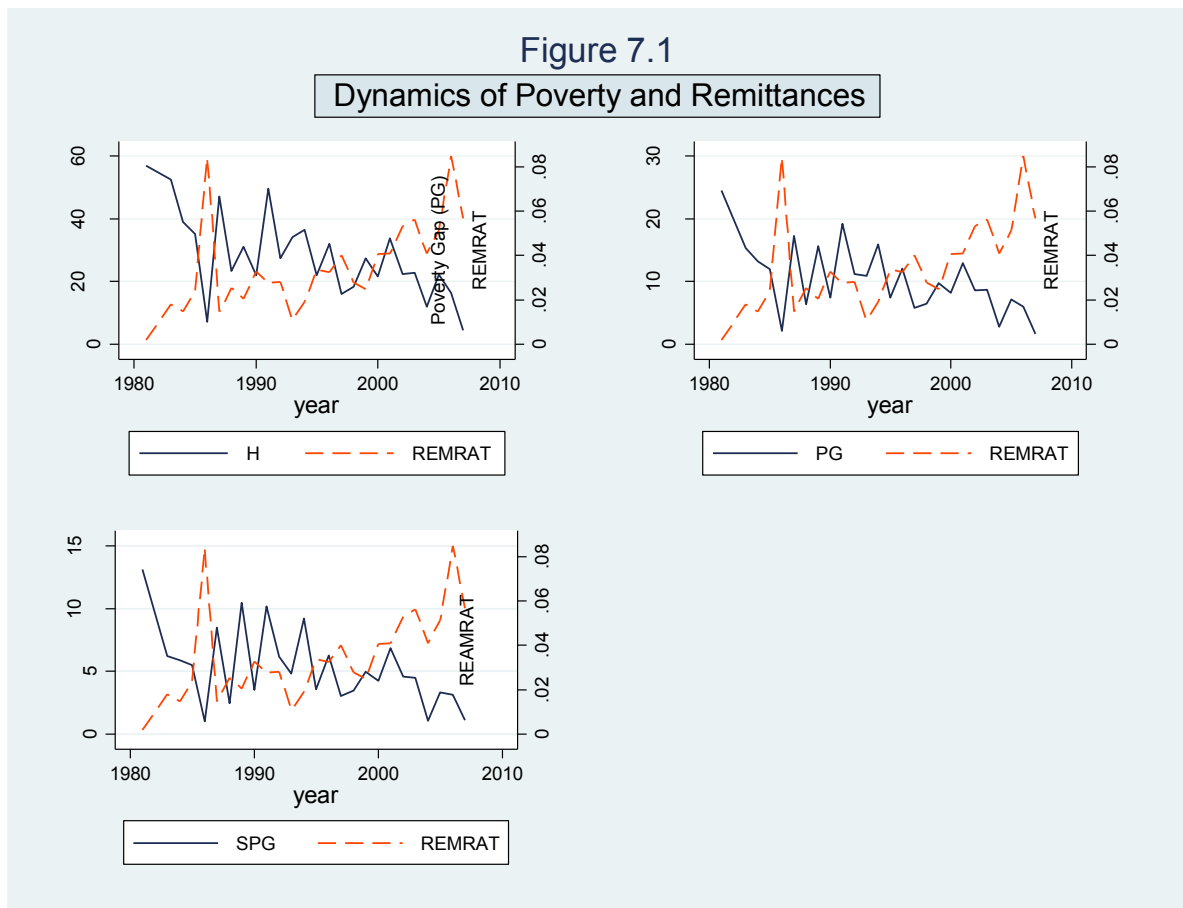 Figure 7.1
Dynamics of Poverty and Remittances
60
40
20
0
Poverty Gap (PG)
REMRAT
.08
.06
.04
.02
0
1980 1990 2000 2010
year
H REMRAT
30
20
10
0
REMRAT
.08
.06
.04
.02
0
1980 1990 2000 2010
year
PG REMRAT
15
10
5
0
REAMRAT
.08
.06
.04
.02
0
1980 1990 2000 2010
year
SPG REMRAT